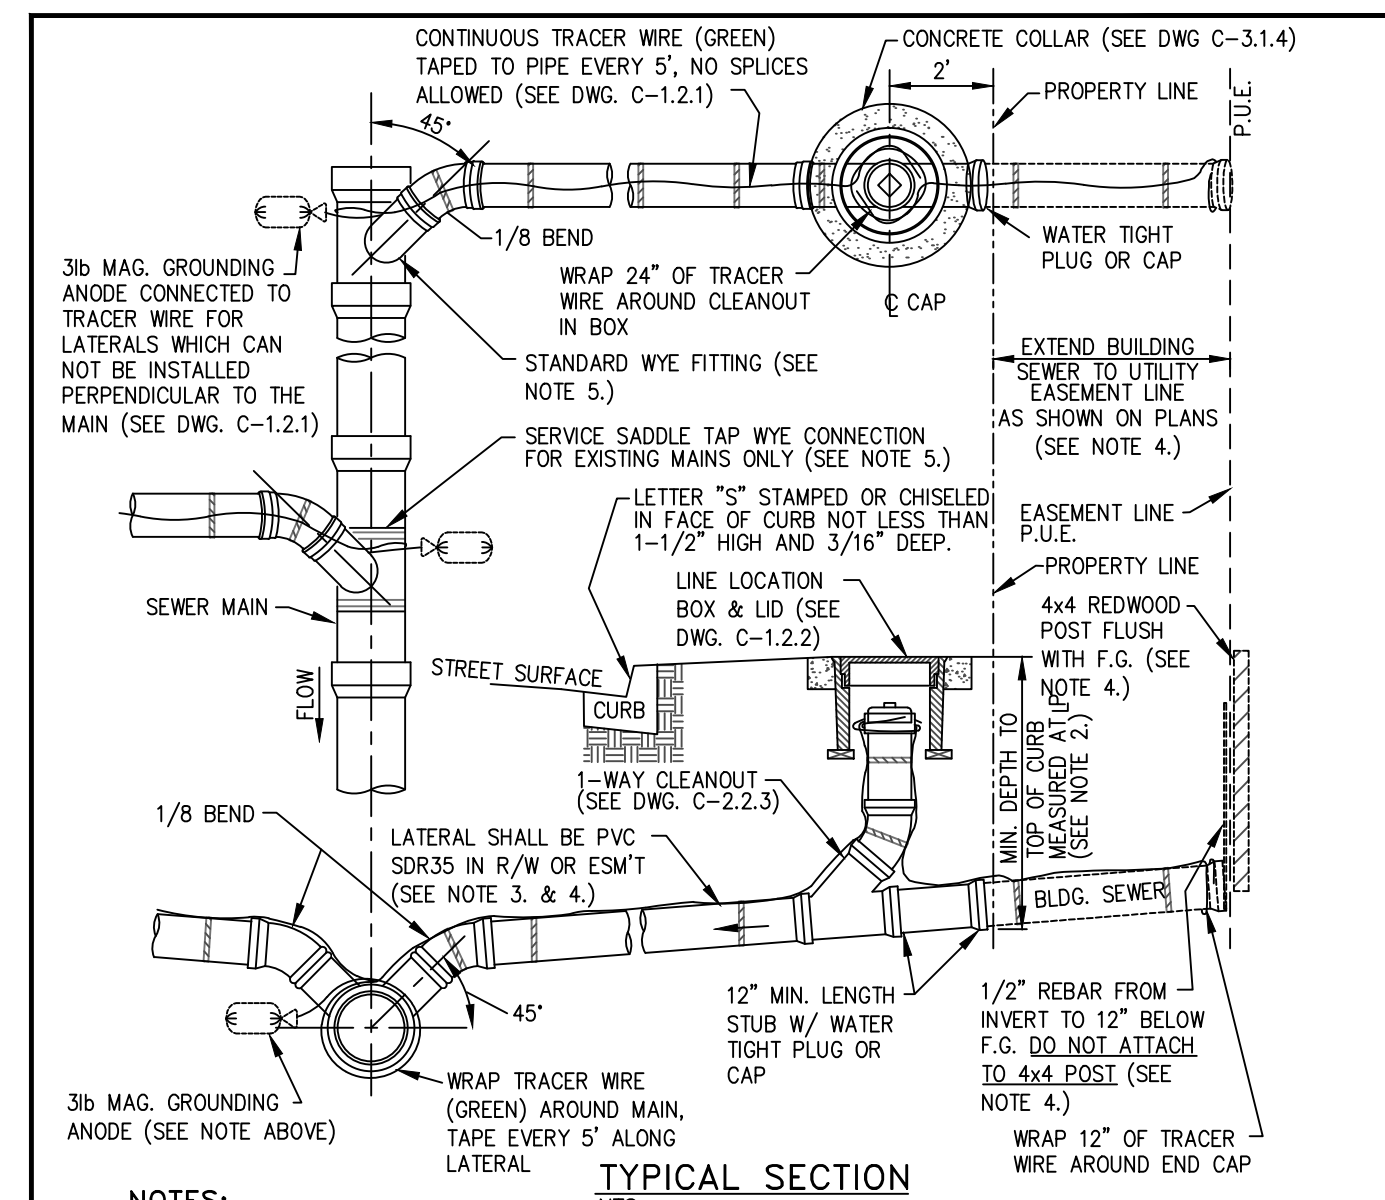 CONTINUOUS TRACER WIRE (GREEN)
TAPED TO PIPE EVERY 5', NO SPLICES
ALLOWED (SEE DWG. C-1.2.1)
CONCRETE COLLAR (SEE DWG C-3.1.4)
2'
PROPERTY LINE
P.U.E.
45°
1/8 BEND
3lb MAG. GROUNDING
ANODE CONNECTED TO
TRACER WIRE FOR
LATERALS WHICH CAN
NOT BE INSTALLED
PERPENDICULAR TO THE
MAIN (SEE DWG. C-1.2.1)
WRAP 24" OF TRACER
WIRE AROUND CLEANOUT
IN BOX
℄ CAP
WATER TIGHT
PLUG OR CAP
STANDARD WYE FITTING (SEE
NOTE 5.)
EXTEND BUILDING
SEWER TO UTILITY
EASEMENT LINE
AS SHOWN ON PLANS
(SEE NOTE 4.)
SERVICE SADDLE TAP WYE CONNECTION
FOR EXISTING MAINS ONLY (SEE NOTE 5.)
LETTER "S" STAMPED OR CHISELED
IN FACE OF CURB NOT LESS THAN
1-1/2" HIGH AND 3/16" DEEP.
EASEMENT LINE
P.U.E.
PROPERTY LINE
LINE LOCATION
BOX & LID (SEE
DWG. C-1.2.2)
4x4 REDWOOD
POST FLUSH
WITH F.G. (SEE
NOTE 4.)
SEWER MAIN
FLOW
STREET SURFACE
CURB
MIN. DEPTH TO
TOP OF CURB
MEASURED AT ꝈP
(SEE NOTE 2.)
1-WAY CLEANOUT
(SEE DWG. C-2.2.3)
1/8 BEND
LATERAL SHALL BE PVC
SDR35 IN R/W OR ESM'T
(SEE NOTE 3. & 4.)
BLDG. SEWER
45°
12" MIN. LENGTH
STUB W/ WATER
TIGHT PLUG OR
CAP
1/2" REBAR FROM
INVERT TO 12" BELOW
F.G. DO NOT ATTACH
TO 4x4 POST (SEE
NOTE 4.)
3lb MAG. GROUNDING
ANODE (SEE NOTE ABOVE)
WRAP TRACER WIRE
(GREEN) AROUND MAIN,
TAPE EVERY 5' ALONG
LATERAL
WRAP 12" OF TRACER
WIRE AROUND END CAP
TYPICAL SECTION
NTS
NOTES: